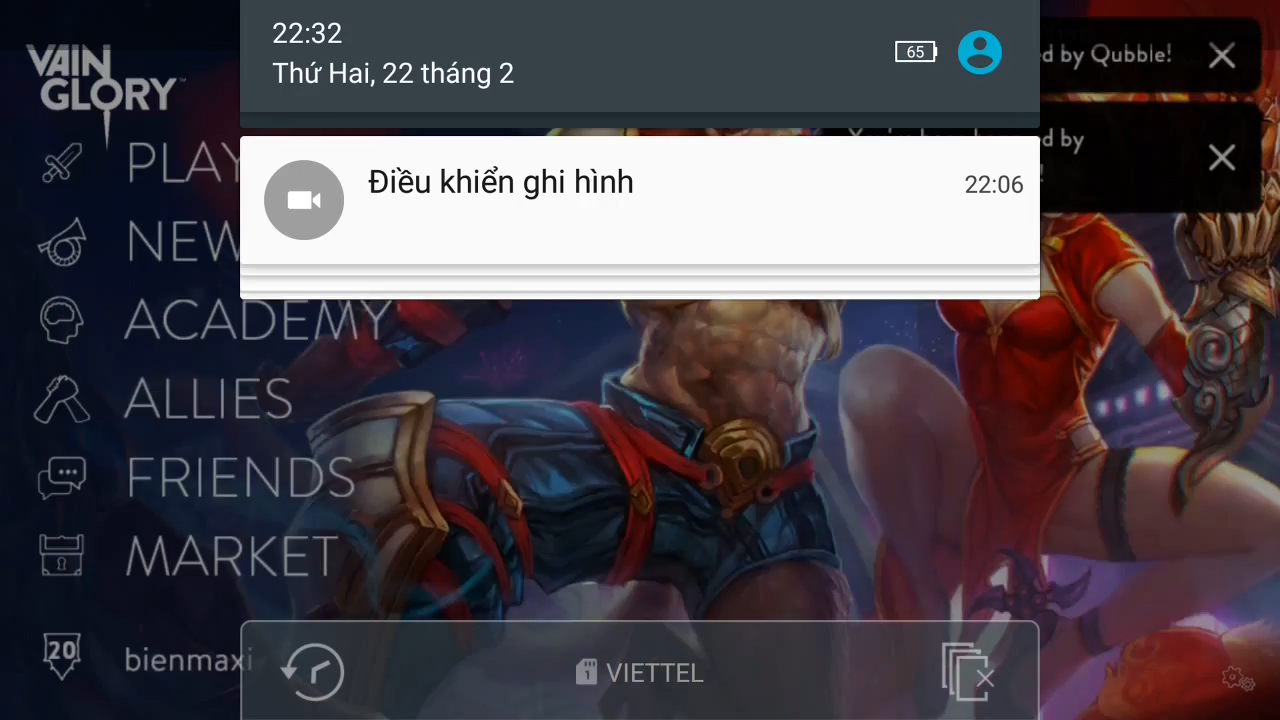 22:32
Thứ Hai, 22 tháng 2
65
by Qubble!
VAIN
GLORY
by
Điều khiển ghi hình
22:06
PLAY
NEW
ACADEMY
ALLIES
FRIENDS
MARKET
20
bienmaxi
1
VIETTEL